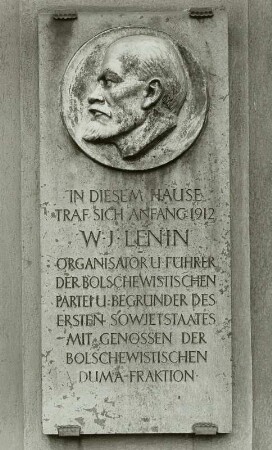 IN DIESEM HAUSE
TRAF SICH ANFANG 1912
W·J·LENIN
ORGANISATOR U·FÜHRER
DER BOLSCHEWISTISCHEN
PARTEI U·BEGRÜNDER DES
ERSTEN SOWJETSTAATES
MIT GENOSSEN DER
BOLSCHEWISTISCHEN
DUMA-FRAKTION